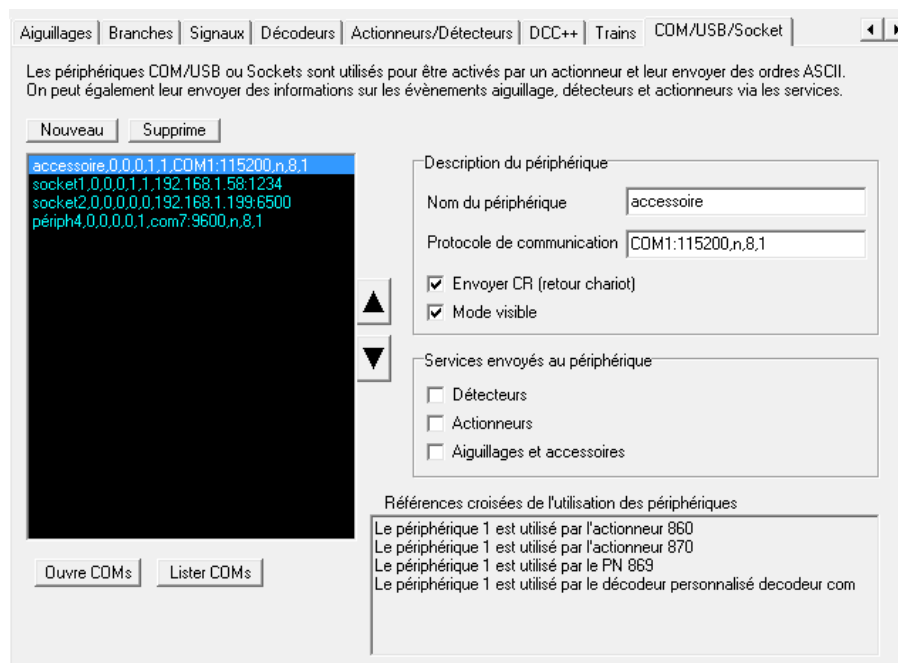 Aiguillages Branches Signaux Décodeurs Actionneurs/Détecteurs DCC++ Trains COM/USB/Socket
Les périphériques COM/USB ou Sockets sont utilisés pour être activés par un actionneur et leur envoyer des ordres ASCII.
On peut également leur envoyer des informations sur les évènements aiguillage, détecteurs et actionneurs via les services.
Nouveau Supprime
accessoire,0,0,0,1,1,COM1:115200,n,8,1
socket1,0,0,0,1,1,192.168.1.58:1234
socket2,0,0,0,0,0,192.168.1.199:6500
périph4,0,0,0,0,1,com7:9600,n,8,1
Description du périphérique
Nom du périphérique accessoire
Protocole de communication COM1:115200,n,8,1
Envoyer CR (retour chariot)
Mode visible
Services envoyés au périphérique
Détecteurs
Actionneurs
Aiguillages et accessoires
Références croisées de l'utilisation des périphériques
Le périphérique 1 est utilisé par l'actionneur 860
Le périphérique 1 est utilisé par l'actionneur 870
Le périphérique 1 est utilisé par le PN 869
Le périphérique 1 est utilisé par le décodeur personnalisé decodeur com
Ouvre COMs Lister COMs